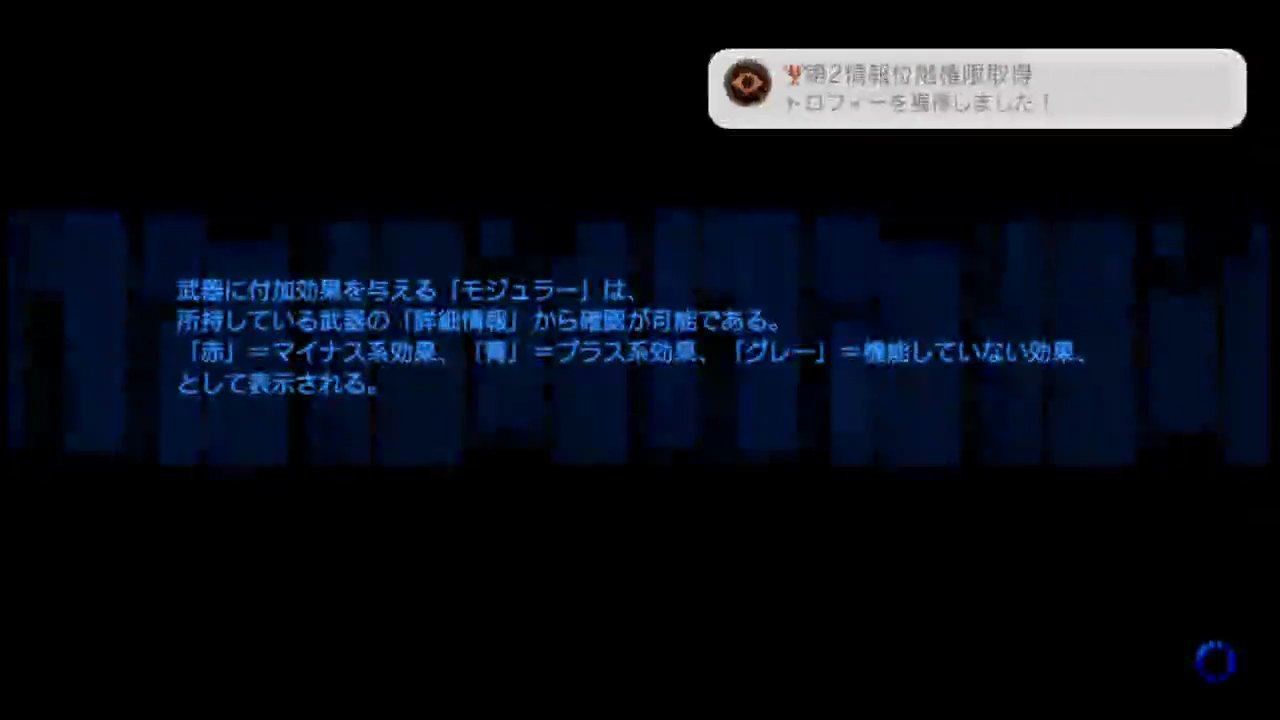 第2情報位階権限取得
トロフィーを獲得しました！
武器に付加効果を与える「モジュラー」は、
所持している武器の「詳細情報」から確認が可能である。
「赤」＝マイナス系効果、「青」＝プラス系効果、「グレー」＝機能していない効果、
として表示される。